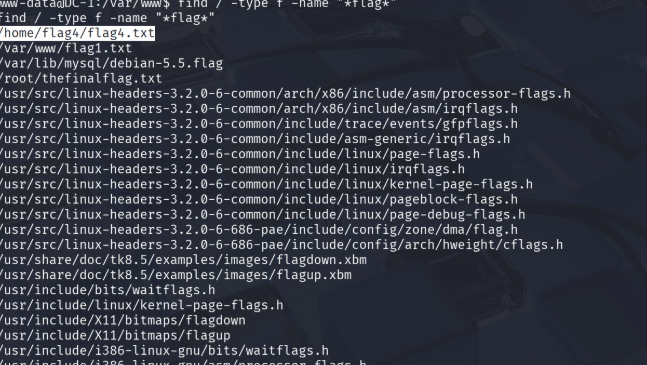 www-data@DC-1:/var/www$ find / -type f -name "*flag*"
find / -type f -name "*flag*"
/home/flag4/flag4.txt
/var/www/flag1.txt
/var/lib/mysql/debian-5.5.flag
/root/thefinalflag.txt
/usr/src/linux-headers-3.2.0-6-common/arch/x86/include/asm/processor-flags.h
/usr/src/linux-headers-3.2.0-6-common/arch/x86/include/asm/irqflags.h
/usr/src/linux-headers-3.2.0-6-common/include/trace/events/gfpflags.h
/usr/src/linux-headers-3.2.0-6-common/include/asm-generic/irqflags.h
/usr/src/linux-headers-3.2.0-6-common/include/linux/page-flags.h
/usr/src/linux-headers-3.2.0-6-common/include/linux/irqflags.h
/usr/src/linux-headers-3.2.0-6-common/include/linux/kernel-page-flags.h
/usr/src/linux-headers-3.2.0-6-common/include/linux/pageblock-flags.h
/usr/src/linux-headers-3.2.0-6-common/include/linux/page-debug-flags.h
/usr/src/linux-headers-3.2.0-6-686-pae/include/config/zone/dma/flag.h
/usr/src/linux-headers-3.2.0-6-686-pae/include/config/arch/hweight/cflags.h
/usr/share/doc/tk8.5/examples/images/flagdown.xbm
/usr/share/doc/tk8.5/examples/images/flagup.xbm
/usr/include/bits/waitflags.h
/usr/include/linux/kernel-page-flags.h
/usr/include/X11/bitmaps/flagdown
/usr/include/X11/bitmaps/flagup
/usr/include/i386-linux-gnu/bits/waitflags.h
/usr/include/i386-linux-gnu/asm/processor-flags.h